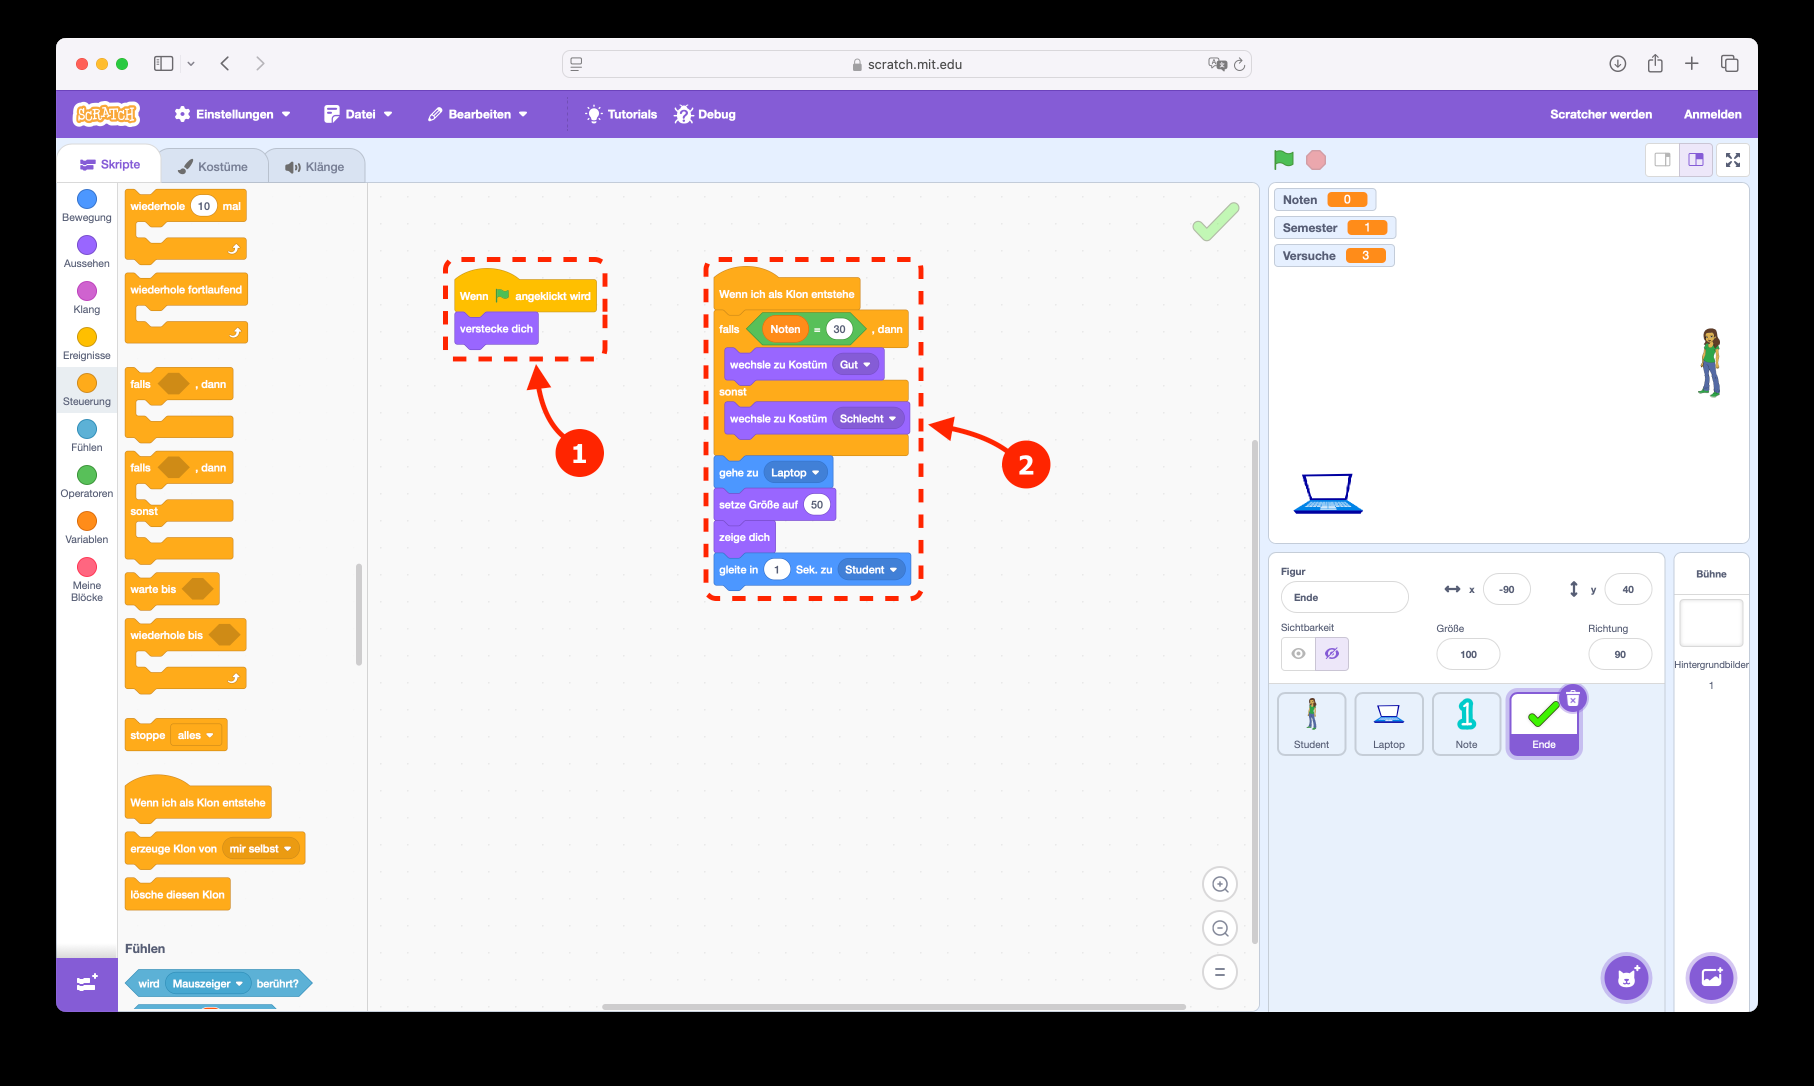 scratch.mit.edu
SCRATCH
Einstellungen
Datei
Bearbeiten
Tutorials
Debug
Scratcher werden
Anmelden
Skripte
Kostüme
Klänge
Bewegung
Aussehen
Klang
Ereignisse
Steuerung
Fühlen
Operatoren
Variablen
Meine
Blöcke
wiederhole 10 mal
wiederhole fortlaufend
falls , dann
falls , dann
sonst
warte bis
wiederhole bis
stoppe alles
Wenn ich als Klon entstehe
erzeuge Klon von mir selbst
lösche diesen Klon
Fühlen
wird Mauszeiger berührt?
Wenn angeklickt wird
verstecke dich
1
Wenn ich als Klon entstehe
falls Noten = 30 , dann
wechsle zu Kostüm Gut
sonst
wechsle zu Kostüm Schlecht
gehe zu Laptop
setze Größe auf 50
zeige dich
gleite in 1 Sek. zu Student
2
Noten 0
Semester 1
Versuche 3
Figur
Ende
x -90
y 40
Sichtbarkeit
Größe
100
Richtung
90
Student
Laptop
1
Note
Ende
Bühne
Hintergrundbilder
1